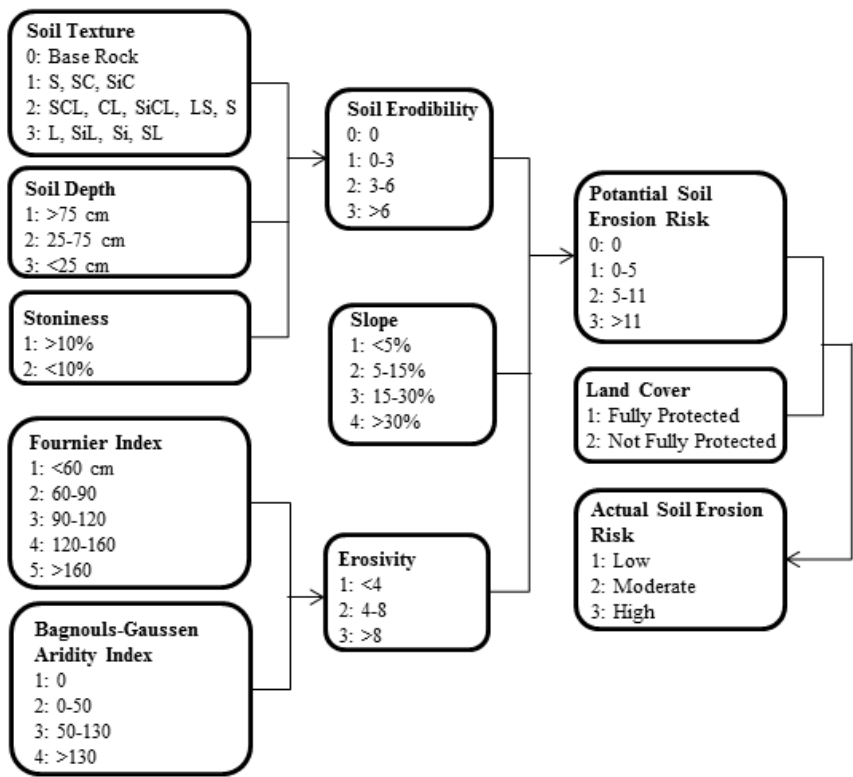 Soil Texture
0: Base Rock
1: S, SC, SiC
2: SCL, CL, SiCL, LS, S
3: L, SiL, Si, SL
Soil Depth
1: >75 cm
2: 25-75 cm
3: <25 cm
Stoniness
1: >10%
2: <10%
Fournier Index
1: <60 cm
2: 60-90
3: 90-120
4: 120-160
5: >160
Bagnouls-Gaussen
Aridity Index
1: 0
2: 0-50
3: 50-130
4: >130
Soil Erodibility
0: 0
1: 0-3
2: 3-6
3: >6
Slope
1: <5%
2: 5-15%
3: 15-30%
4: >30%
Erosivity
1: <4
2: 4-8
3: >8
Potential Soil
Erosion Risk
0: 0
1: 0-5
2: 5-11
3: >11
Land Cover
1: Fully Protected
2: Not Fully Protected
Actual Soil Erosion
Risk
1: Low
2: Moderate
3: High